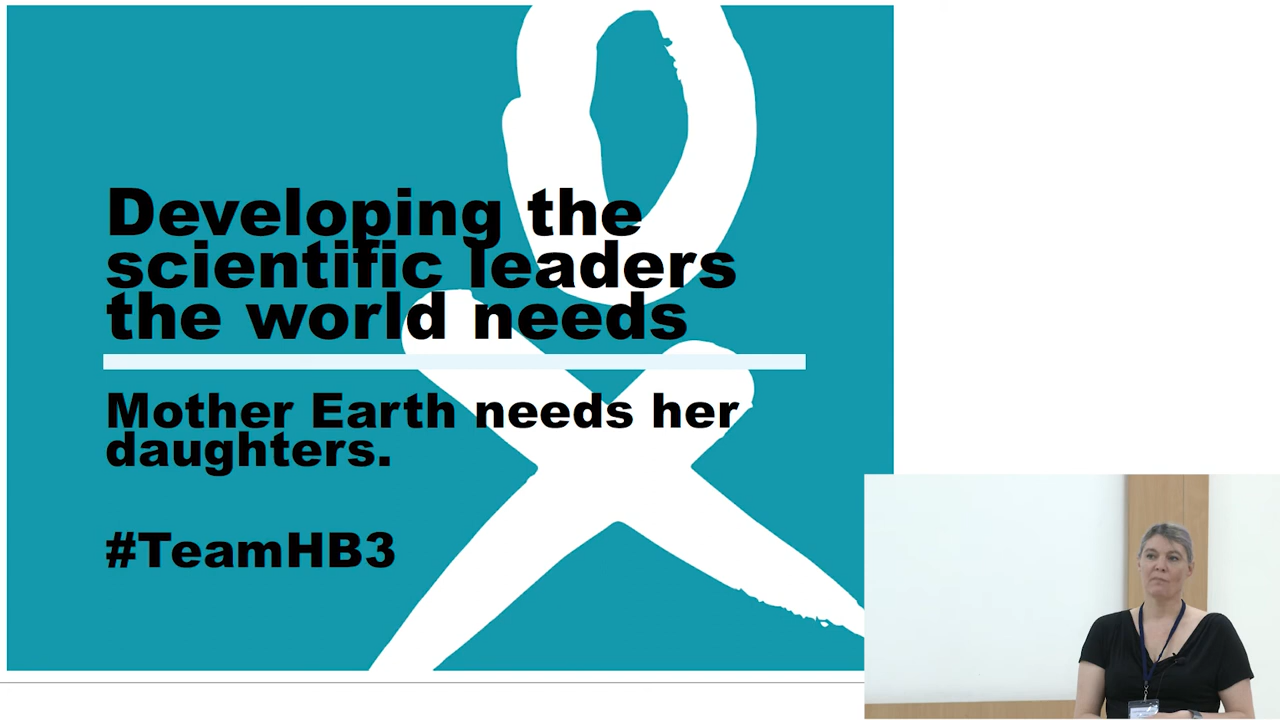 Developing the
scientific leaders
the world needs
Mother Earth needs her
daughters.
#TeamHB3